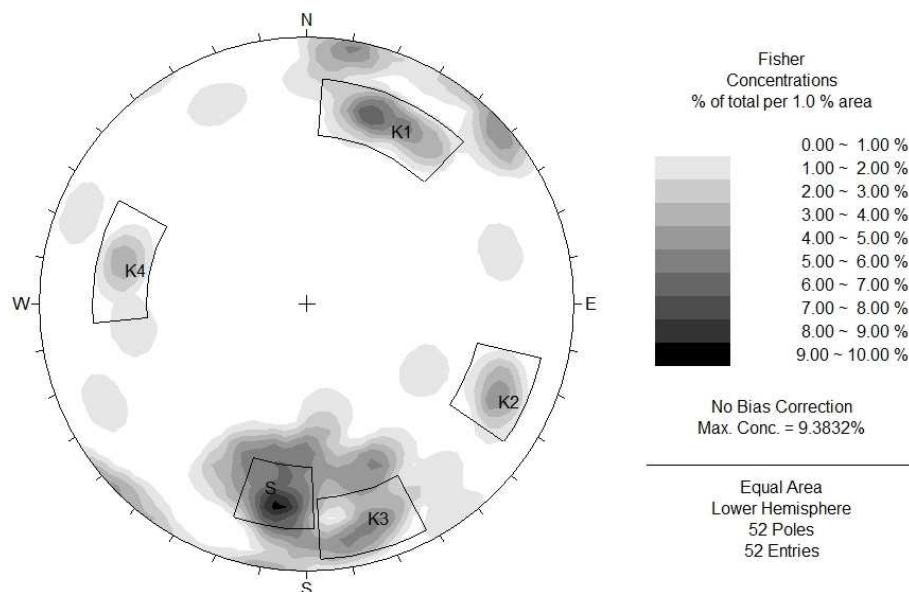 N
K1
K4
W
E
K2
S
K3
S
Fisher
Concentrations
% of total per 1.0 % area
0.00 ~ 1.00 %
1.00 ~ 2.00 %
2.00 ~ 3.00 %
3.00 ~ 4.00 %
4.00 ~ 5.00 %
5.00 ~ 6.00 %
6.00 ~ 7.00 %
7.00 ~ 8.00 %
8.00 ~ 9.00 %
9.00 ~ 10.00 %
No Bias Correction
Max. Conc. = 9.3832%
Equal Area
Lower Hemisphere
52 Poles
52 Entries